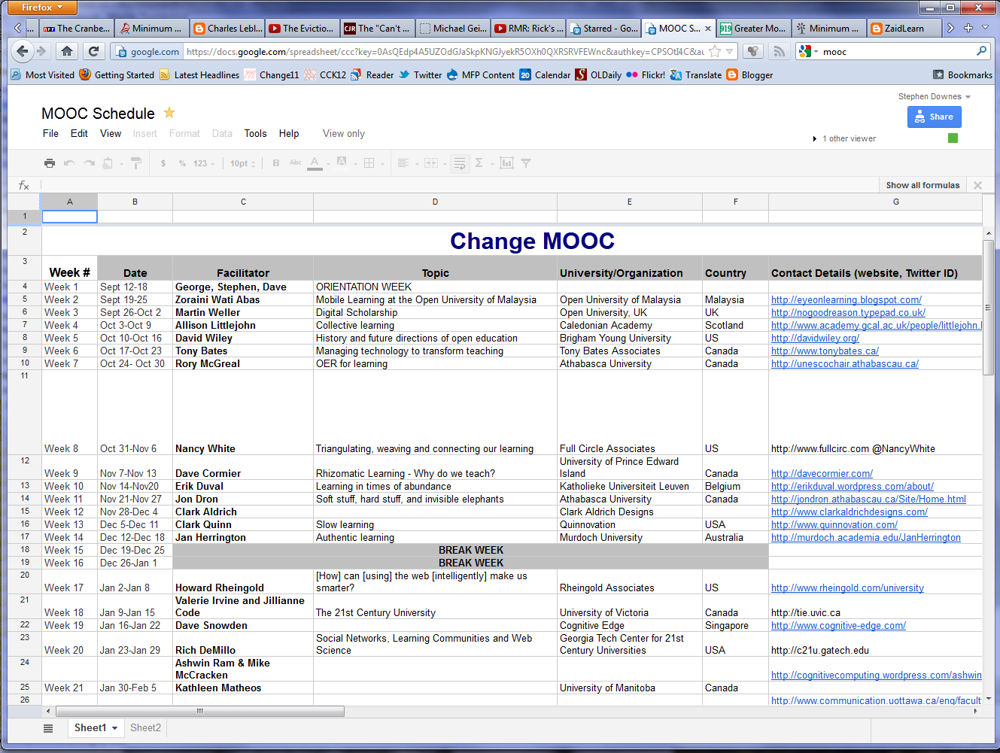 Firefox
...
The Cranbe...
Minimum ...
Charles Lebl...
The Evictio...
CJR The "Can't ...
Michael Gei...
RMR: Rick's ...
Starred - Go...
MOOC S...
919 Greater Mo...
Minimum ...
ZaidLearn
google.com https://docs.google.com/spreadsheet/ccc?key=0AsQEdp4A5UZOdGJaSkpKNGJyekR5OXh0QXRSRVFEWnc&authkey=CPSOtI4C&au
mooc
Most Visited Getting Started Latest Headlines Change11 CCK12 Reader Twitter MFP Content 20 Calendar OLDaily Flickr! Translate Blogger Bookmarks
Stephen Downes
MOOC Schedule
Share
File Edit View Insert Format Data Tools Help View only
1 other viewer
$ % 123 10pt B Abc A A Σ
fx Show all formulas
A B C D E F G
1
2 Change MOOC
3 Week # Date Facilitator Topic University/Organization Country Contact Details (website, Twitter ID)
4 Week 1 Sept 12-18 George, Stephen, Dave ORIENTATION WEEK
5 Week 2 Sept 19-25 Zoraini Wati Abas Mobile Learning at the Open University of Malaysia Open University of Malaysia Malaysia http://eyeonlearning.blogspot.com/
6 Week 3 Sept 26-Oct 2 Martin Weller Digital Scholarship Open University, UK UK http://nogoodreason.typepad.co.uk/
7 Week 4 Oct 3-Oct 9 Allison Littlejohn Collective learning Caledonian Academy Scotland http://www.academy.gcal.ac.uk/people/littlejohn.
8 Week 5 Oct 10-Oct 16 David Wiley History and future directions of open education Brigham Young University US http://davidwiley.org/
9 Week 6 Oct 17-Oct 23 Tony Bates Managing technology to transform teaching Tony Bates Associates Canada http://www.tonybates.ca/
10 Week 7 Oct 24- Oct 30 Rory McGreal OER for learning Athabasca University Canada http://unescochair.athabascau.ca/
11
Week 8 Oct 31-Nov 6 Nancy White Triangulating, weaving and connecting our learning Full Circle Associates US http://www.fullcirc.com @NancyWhite
12 University of Prince Edward
Week 9 Nov 7-Nov 13 Dave Cormier Rhizomatic Learning - Why do we teach? Island Canada http://davecormier.com/
13 Week 10 Nov 14-Nov20 Erik Duval Learning in times of abundance Katholieke Universiteit Leuven Belgium http://erikduval.wordpress.com/about/
14 Week 11 Nov 21-Nov 27 Jon Dron Soft stuff, hard stuff, and invisible elephants Athabasca University Canada http://jondron.athabascau.ca/Site/Home.html
15 Week 12 Nov 28-Dec 4 Clark Aldrich Clark Aldrich Designs http://www.clarkaldrichdesigns.com/
16 Week 13 Dec 5-Dec 11 Clark Quinn Slow learning Quinnovation USA http://www.quinnovation.com/
17 Week 14 Dec 12-Dec 18 Jan Herrington Authentic learning Murdoch University Australia http://murdoch.academia.edu/JanHerrington
18 Week 15 Dec 19-Dec 25 BREAK WEEK
19 Week 16 Dec 26-Jan 1 BREAK WEEK
20 [How] can [using] the web [intelligently] make us
Week 17 Jan 2-Jan 8 Howard Rheingold smarter? Rheingold Associates US http://www.rheingold.com/university
21 Valerie Irvine and Jillianne
Week 18 Jan 9-Jan 15 Code The 21st Century University University of Victoria Canada http://tie.uvic.ca
22 Week 19 Jan 16-Jan 22 Dave Snowden Cognitive Edge Singapore http://www.cognitive-edge.com/
23 Social Networks, Learning Communities and Web Georgia Tech Center for 21st
Week 20 Jan 23-Jan 29 Rich DeMillo Science Century Universities USA http://c21u.gatech.edu
24 Ashwin Ram & Mike
McCracken http://cognitivecomputing.wordpress.com/ashwin
25 Week 21 Jan 30-Feb 5 Kathleen Matheos University of Manitoba Canada
26 http://www.communication.uottawa.ca/eng/facult
Sheet1 Sheet2